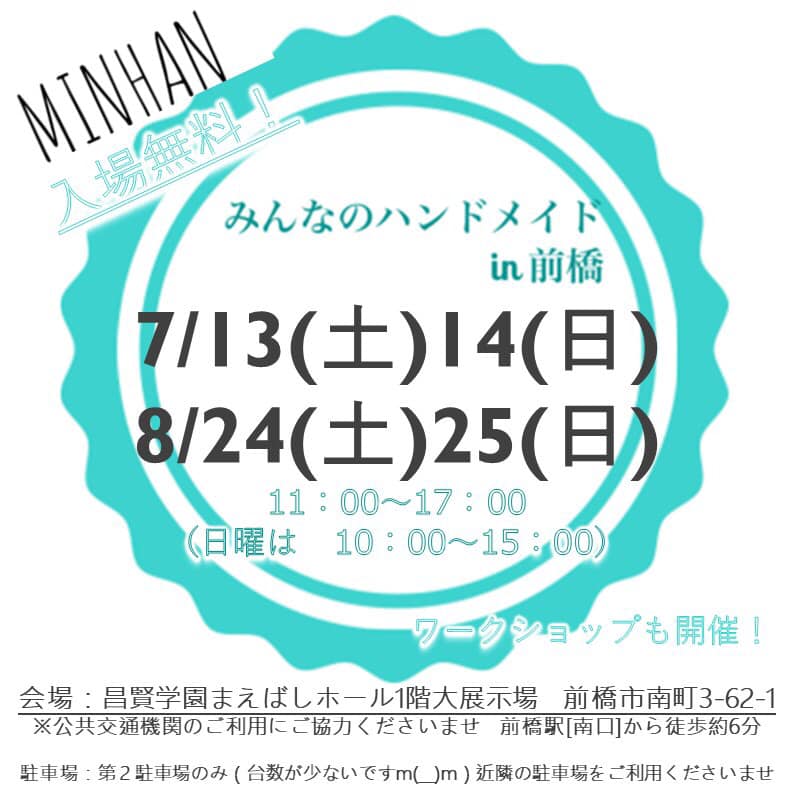 MINHAN
入場無料！
みんなのハンドメイド
in 前橋
7/13(土)14(日)
8/24(土)25(日)
11：00～17：00
（日曜は　10：00～15：00）
ワークショップも開催！
会場：昌賢学園まえばしホール1階大展示場　前橋市南町3-62-1
※公共交通機関のご利用にご協力くださいませ　前橋駅[南口]から徒歩約6分
駐車場：第２駐車場のみ（台数が少ないですm(__)m）近隣の駐車場をご利用くださいませ